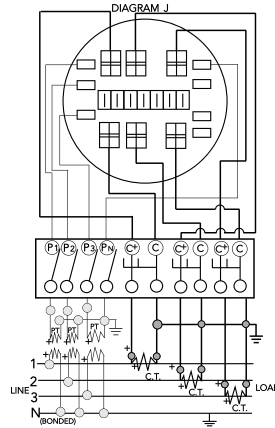 DIAGRAM J
P1 P2 P3 PN C+ C C+ C C+ C
PT PT PT
+ + + + + +
1
+ + C.T.
LINE 2 + + C.T. LOAD
3 + + C.T.
N
(BONDED)